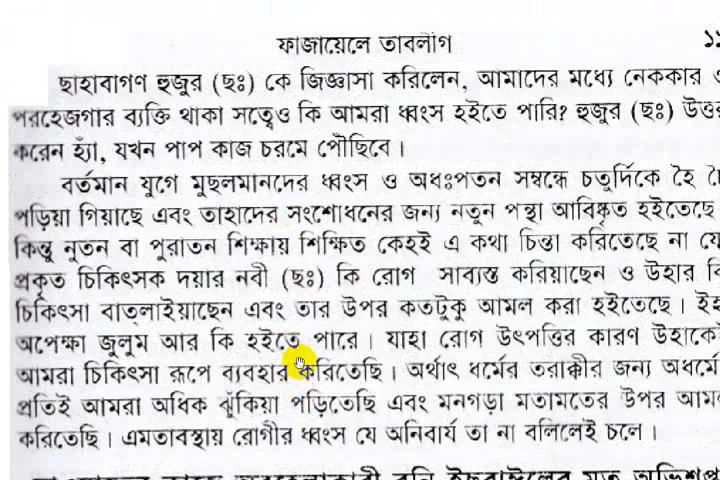 ফাজায়েলে তাবলীগ
ছাহাবাগণ হুজুর (ছঃ) কে জিজ্ঞাসা করিলেন, আমাদের মধ্যে নেককার ও
পরহেজগার ব্যক্তি থাকা সত্ত্বেও কি আমরা ধ্বংস হইতে পারি? হুজুর (ছঃ) উত্তর
করেন হ্যাঁ, যখন পাপ কাজ চরমে পৌছিবে।
বর্তমান যুগে মুছলমানদের ধ্বংস ও অধঃপতন সম্বন্ধে চতুর্দিকে হৈ চৈ
পড়িয়া গিয়াছে এবং তাহাদের সংশোধনের জন্য নতুন পন্থা আবিষ্কৃত হইতেছে
কিন্তু নুতন বা পুরাতন শিক্ষায় শিক্ষিত কেহই এ কথা চিন্তা করিতেছে না যে
প্রকৃত চিকিৎসক দয়ার নবী (ছঃ) কি রোগ সাব্যস্ত করিয়াছেন ও উহার কি
চিকিৎসা বাত্‌লাইয়াছেন এবং তার উপর কতটুকু আমল করা হইতেছে।
অপেক্ষা জুলুম আর কি হইতে পারে। যাহা রোগ উৎপত্তির কারণ উহাকে
আমরা চিকিৎসা রূপে ব্যবহার করিতেছি। অর্থাৎ ধর্মের তরাক্কীর জন্য অধর্মে
প্রতিই আমরা অধিক ঝুঁকিয়া পড়িতেছি এবং মনগড়া মতামতের উপর আম
করিতেছি। এমতাবস্থায় রোগীর ধ্বংস যে অনিবার্য তা না বলিলেই চলে।